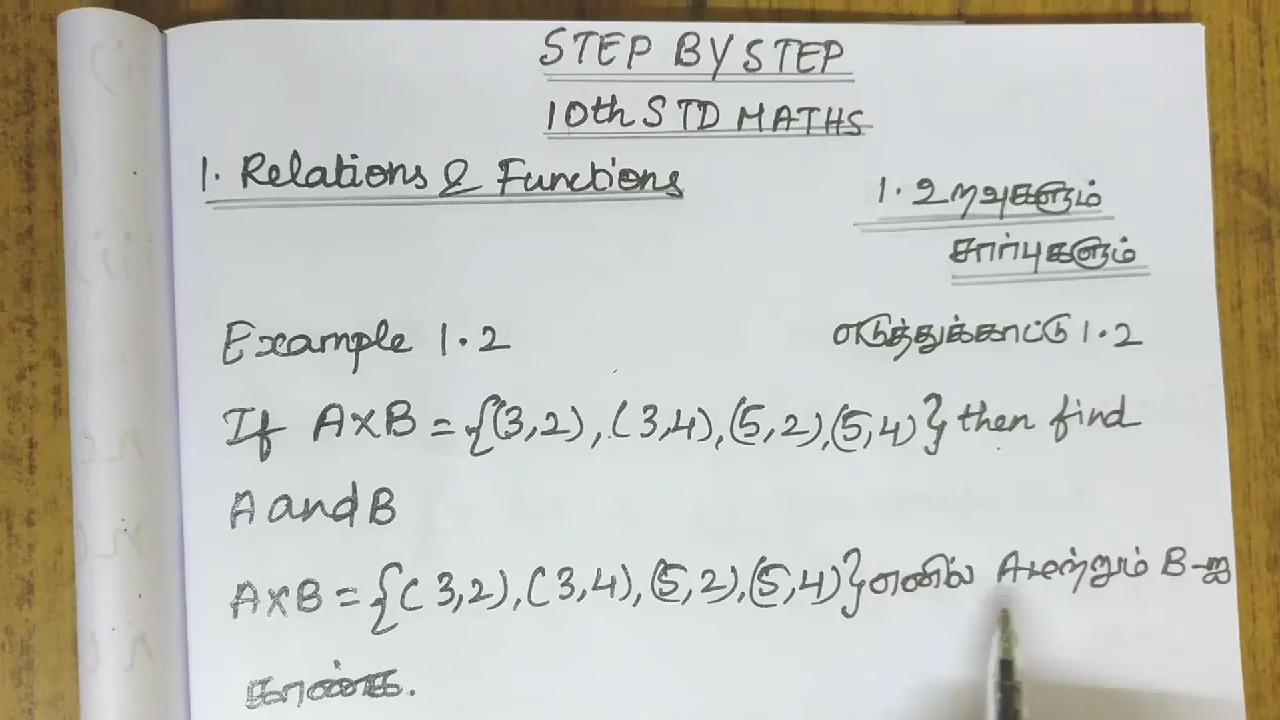 STEP BY STEP
10th STD MATHS
1. Relations & Functions
1. உறவுகளும்
சார்புகளும்
Example 1.2
எடுத்துக்காட்டு 1.2
If A×B = {(3,2), (3,4), (5,2), (5,4)} then find
A and B
A×B = {(3,2), (3,4), (5,2), (5,4)} எனில் A மற்றும் B-ஐ
காண்க.